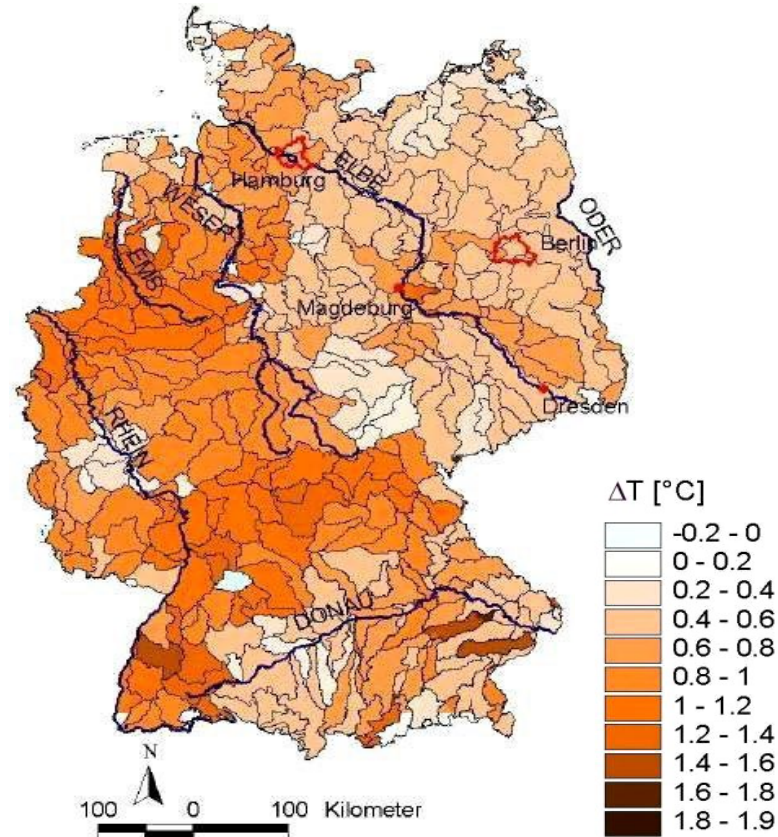 Hamburg
ELBE
WESER
EMS
ODER
Berlin
Magdeburg
Dresden
RHEIN
DONAU
ΔT [°C]
-0.2 - 0
0 - 0.2
0.2 - 0.4
0.4 - 0.6
0.6 - 0.8
0.8 - 1
1 - 1.2
1.2 - 1.4
1.4 - 1.6
1.6 - 1.8
1.8 - 1.9
N
100 0 100 Kilometer